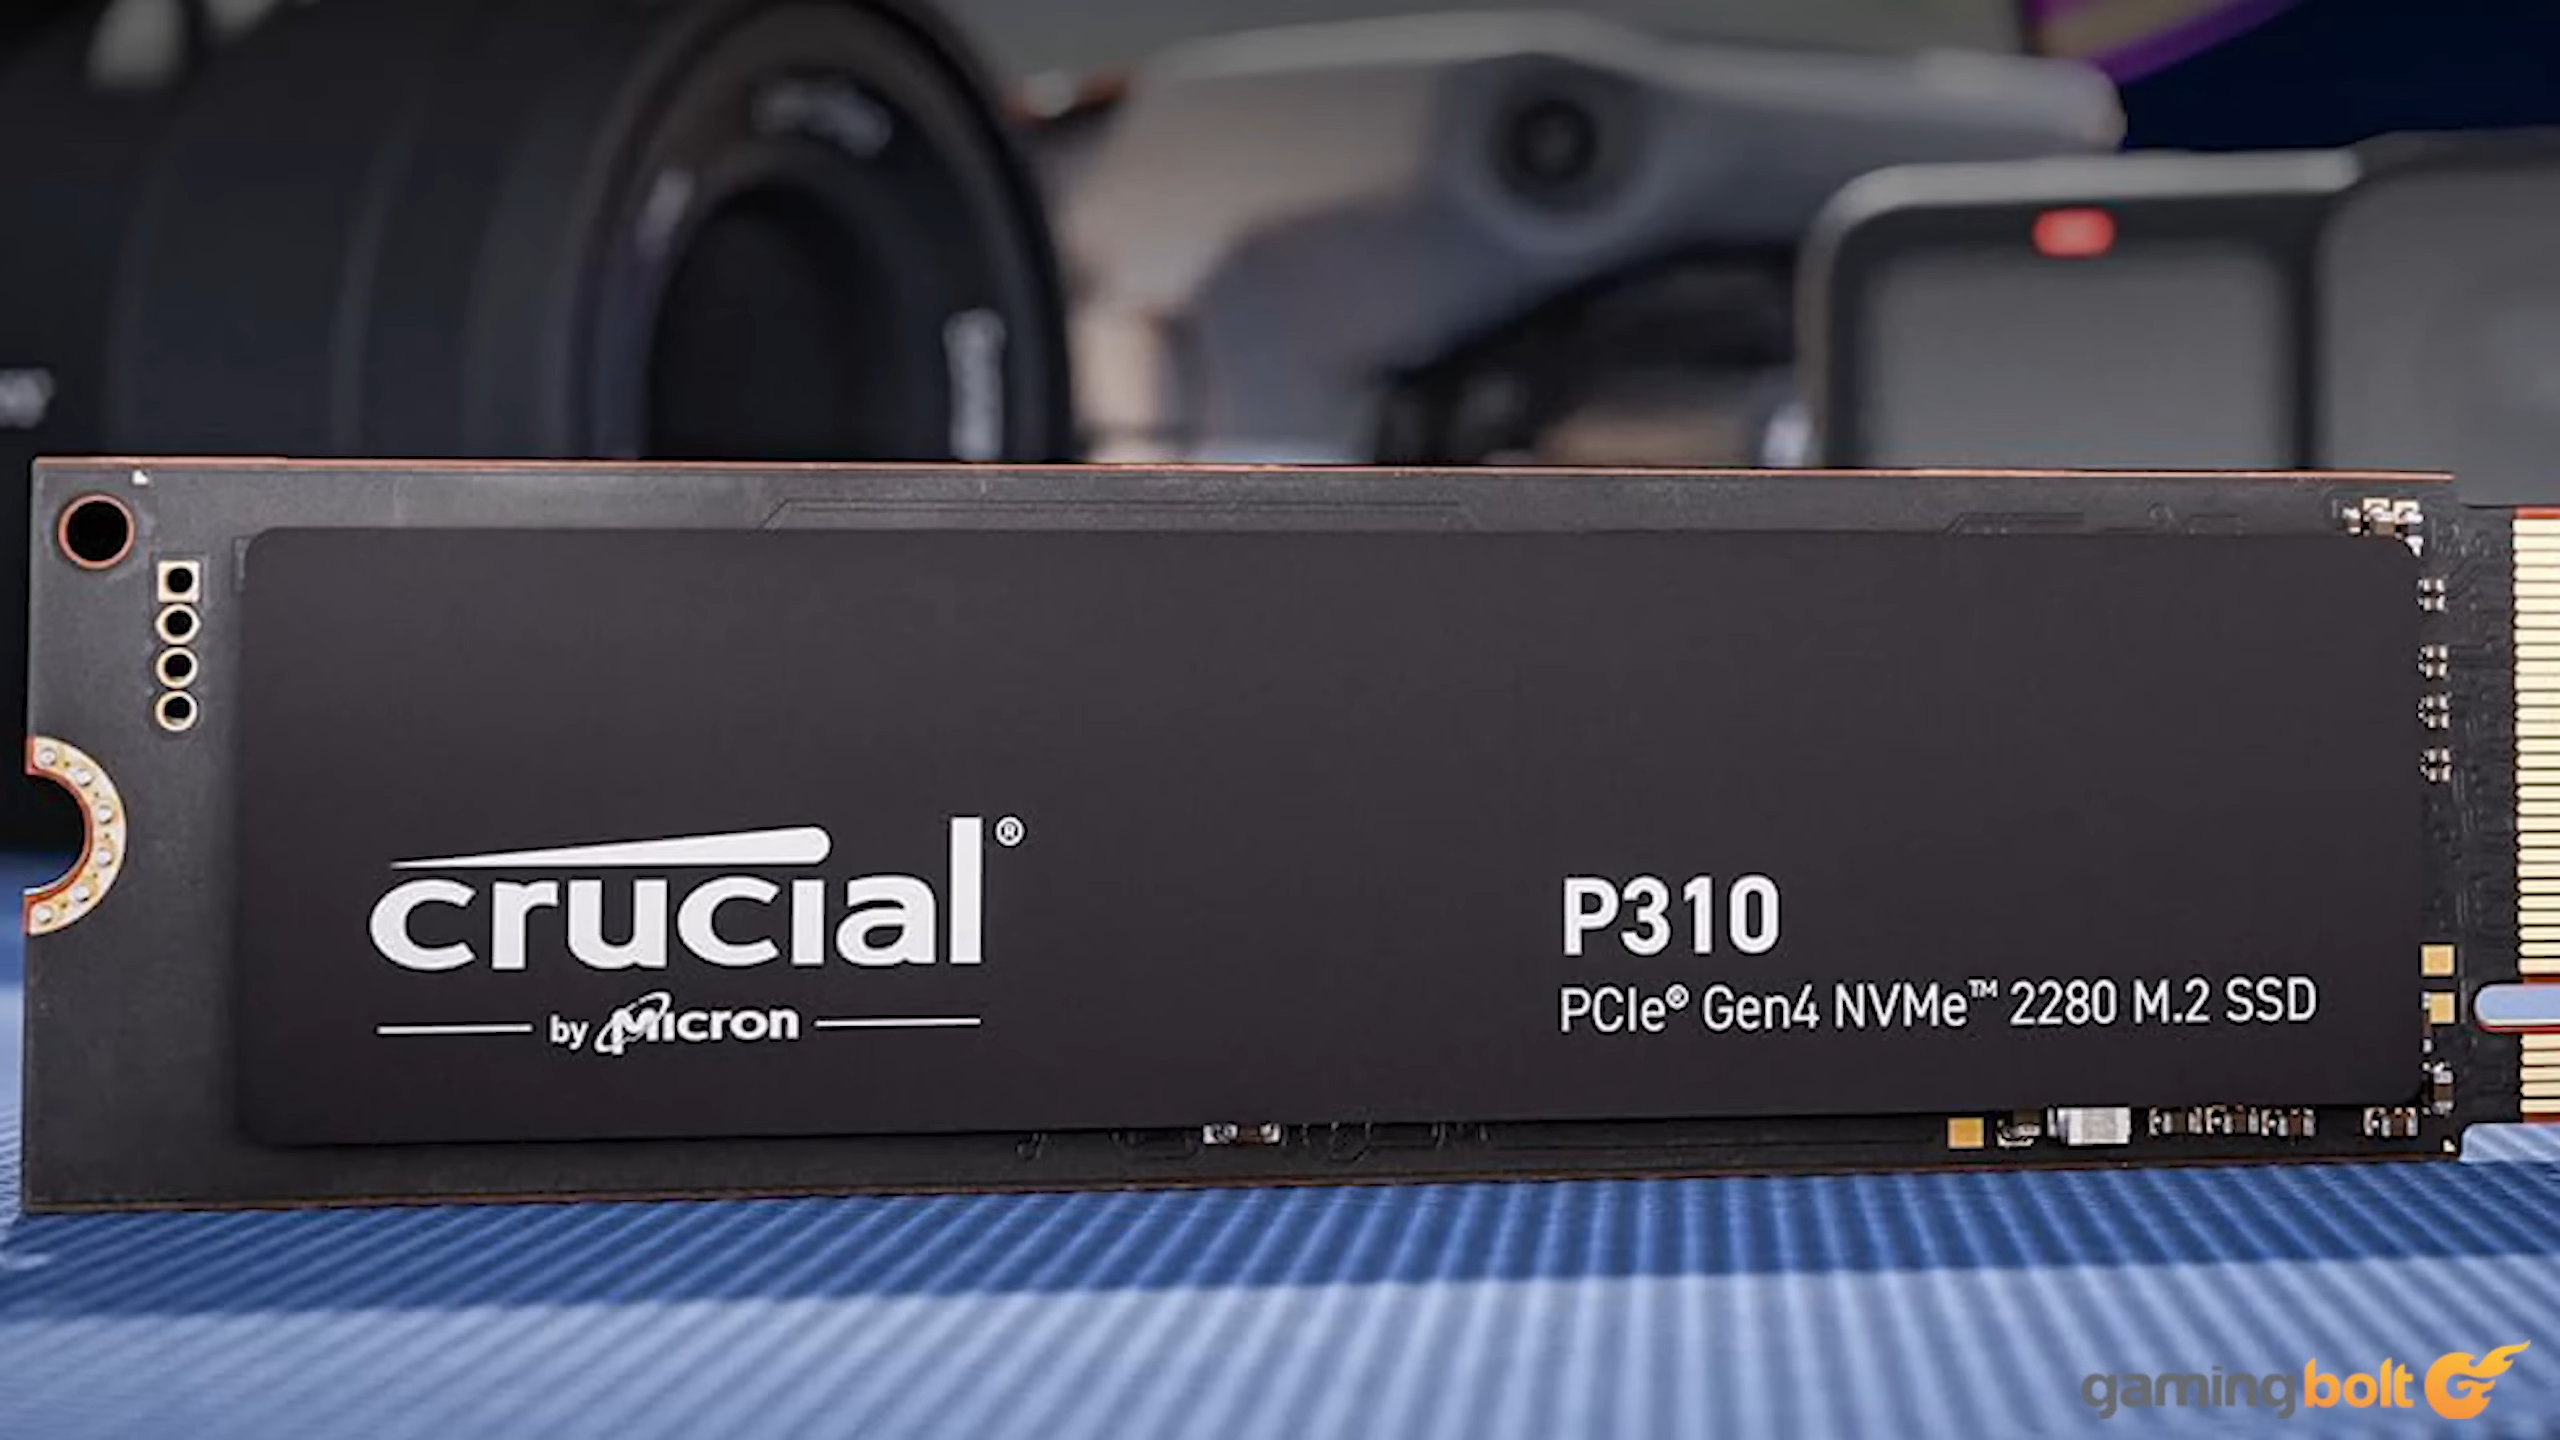 crucial®
by Micron
P310
PCIe® Gen4 NVMe™ 2280 M.2 SSD
gamingbolt